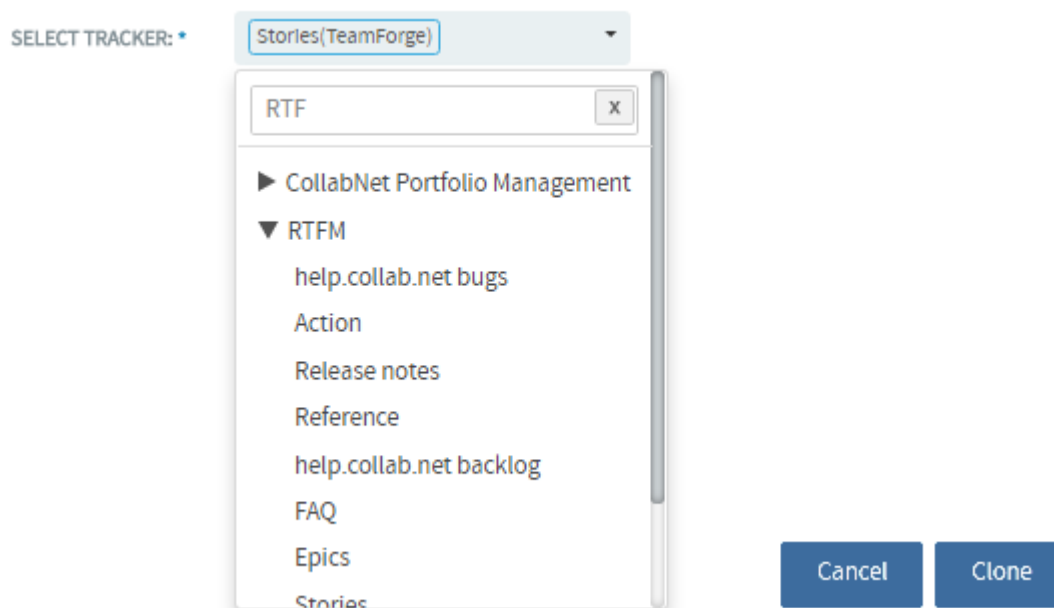 SELECT TRACKER: * Stories(TeamForge)
RTF X
CollabNet Portfolio Management
RTFM
help.collab.net bugs
Action
Release notes
Reference
help.collab.net backlog
FAQ
Epics
Stories
Cancel Clone